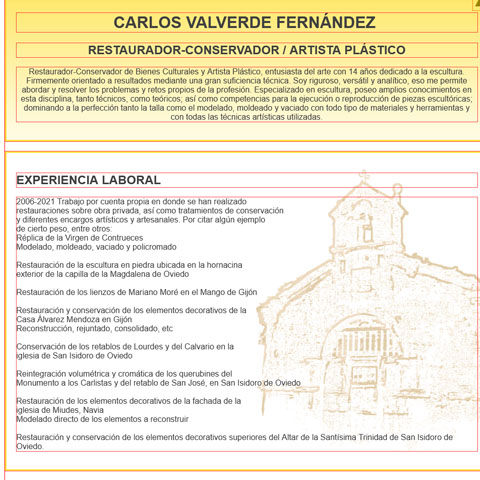 CARLOS VALVERDE FERNÁNDEZ
RESTAURADOR-CONSERVADOR / ARTISTA PLÁSTICO
Restaurador-Conservador de Bienes Culturales y Artista Plástico, entusiasta del arte con 14 años dedicado a la escultura.
Firmemente orientado a resultados mediante una gran suficiencia técnica. Soy riguroso, versátil y analítico, eso me permite
abordar y resolver los problemas y retos propios de la profesión. Especializado en escultura, poseo amplios conocimientos en
esta disciplina, tanto técnicos, como teóricos; así como competencias para la ejecución o reproducción de piezas escultóricas;
dominando a la perfección tanto la talla como el modelado, moldeado y vaciado con todo tipo de materiales y herramientas y
con todas las técnicas artísticas utilizadas.
EXPERIENCIA LABORAL
2006-2021 Trabajo por cuenta propia en donde se han realizado
restauraciones sobre obra privada, así como tratamientos de conservación
y diferentes encargos artísticos y artesanales. Por citar algún ejemplo
de cierto peso, entre otros:
Réplica de la Virgen de Contrueces
Modelado, moldeado, vaciado y policromado
Restauración de la escultura en piedra ubicada en la hornacina
exterior de la capilla de la Magdalena de Oviedo
Restauración de los lienzos de Mariano Moré en el Mango de Gijón
Restauración y conservación de los elementos decorativos de la
Casa Álvarez Mendoza en Gijón
Reconstrucción, rejuntado, consolidado, etc
Conservación de los retablos de Lourdes y del Calvario en la
iglesia de San Isidoro de Oviedo
Reintegración volumétrica y cromática de los querubines del
Monumento a los Carlistas y del retablo de San José, en San Isidoro de Oviedo
Restauración de los elementos decorativos de la fachada de la
iglesia de Miudes, Navia
Modelado directo de los elementos a reconstruir
Restauración y conservación de los elementos decorativos superiores del Altar de la Santísima Trinidad de San Isidoro de
Oviedo.